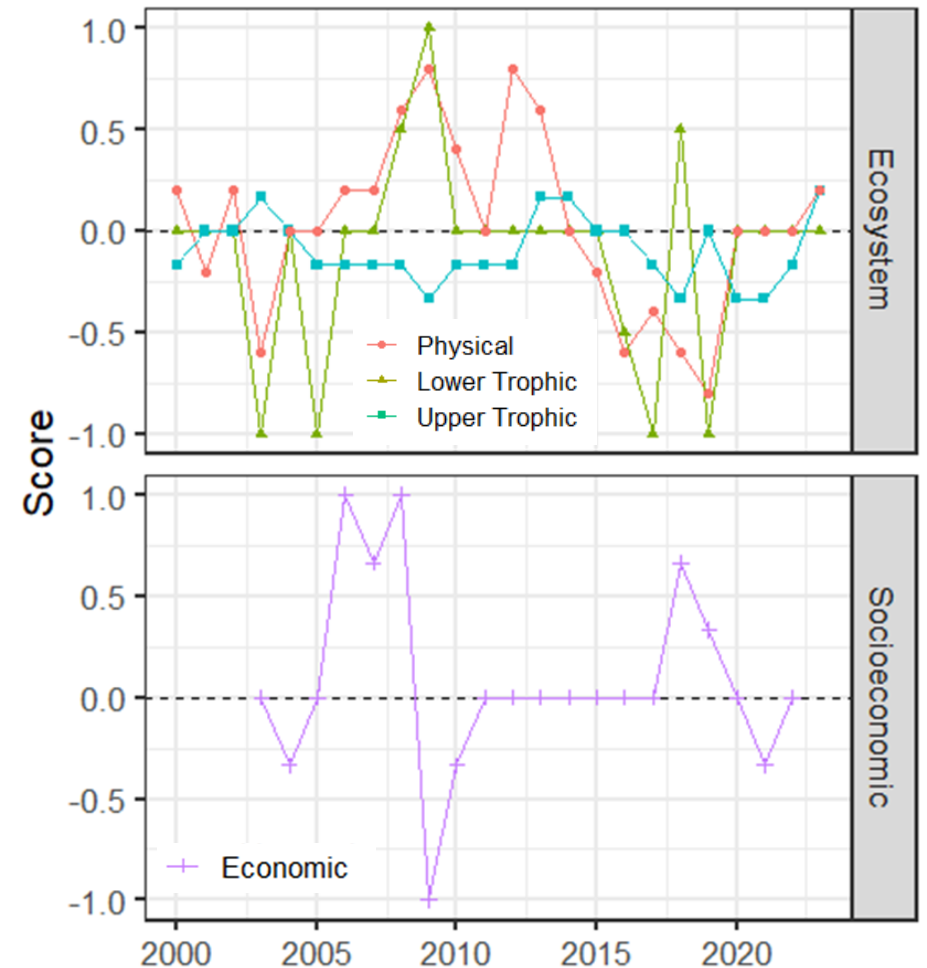 1.0
0.5
0.0
-0.5
-1.0
Physical
Lower Trophic
Upper Trophic
Ecosystem
Score
1.0
0.5
0.0
-0.5
-1.0
Economic
Socioeconomic
2000 2005 2010 2015 2020